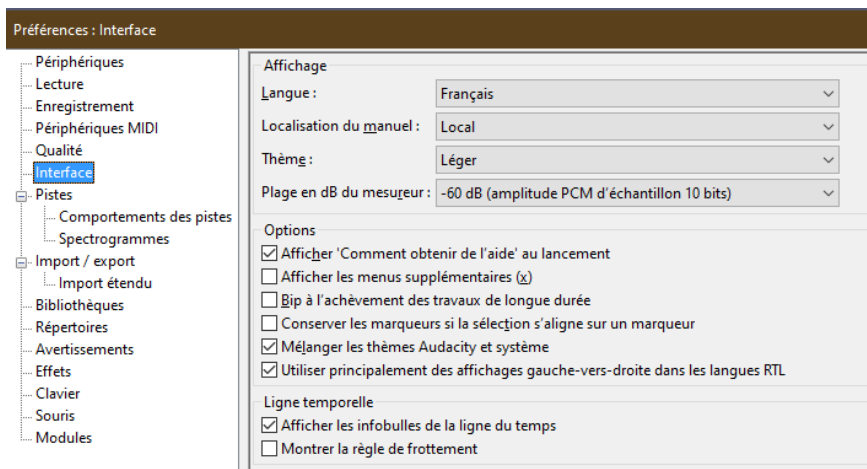 Préférences : Interface
Périphériques
Lecture
Enregistrement
Périphériques MIDI
Qualité
Interface
Pistes
Comportements des pistes
Spectrogrammes
Import / export
Import étendu
Bibliothèques
Répertoires
Avertissements
Effets
Clavier
Souris
Modules
Affichage
Langue : Français
Localisation du manuel : Local
Thème : Léger
Plage en dB du mesureur : -60 dB (amplitude PCM d’échantillon 10 bits)
Options
Afficher 'Comment obtenir de l’aide' au lancement
Afficher les menus supplémentaires (x)
Bip à l’achèvement des travaux de longue durée
Conserver les marqueurs si la sélection s’aligne sur un marqueur
Mélanger les thèmes Audacity et système
Utiliser principalement des affichages gauche-vers-droite dans les langues RTL
Ligne temporelle
Afficher les infobulles de la ligne du temps
Montrer la règle de frottement